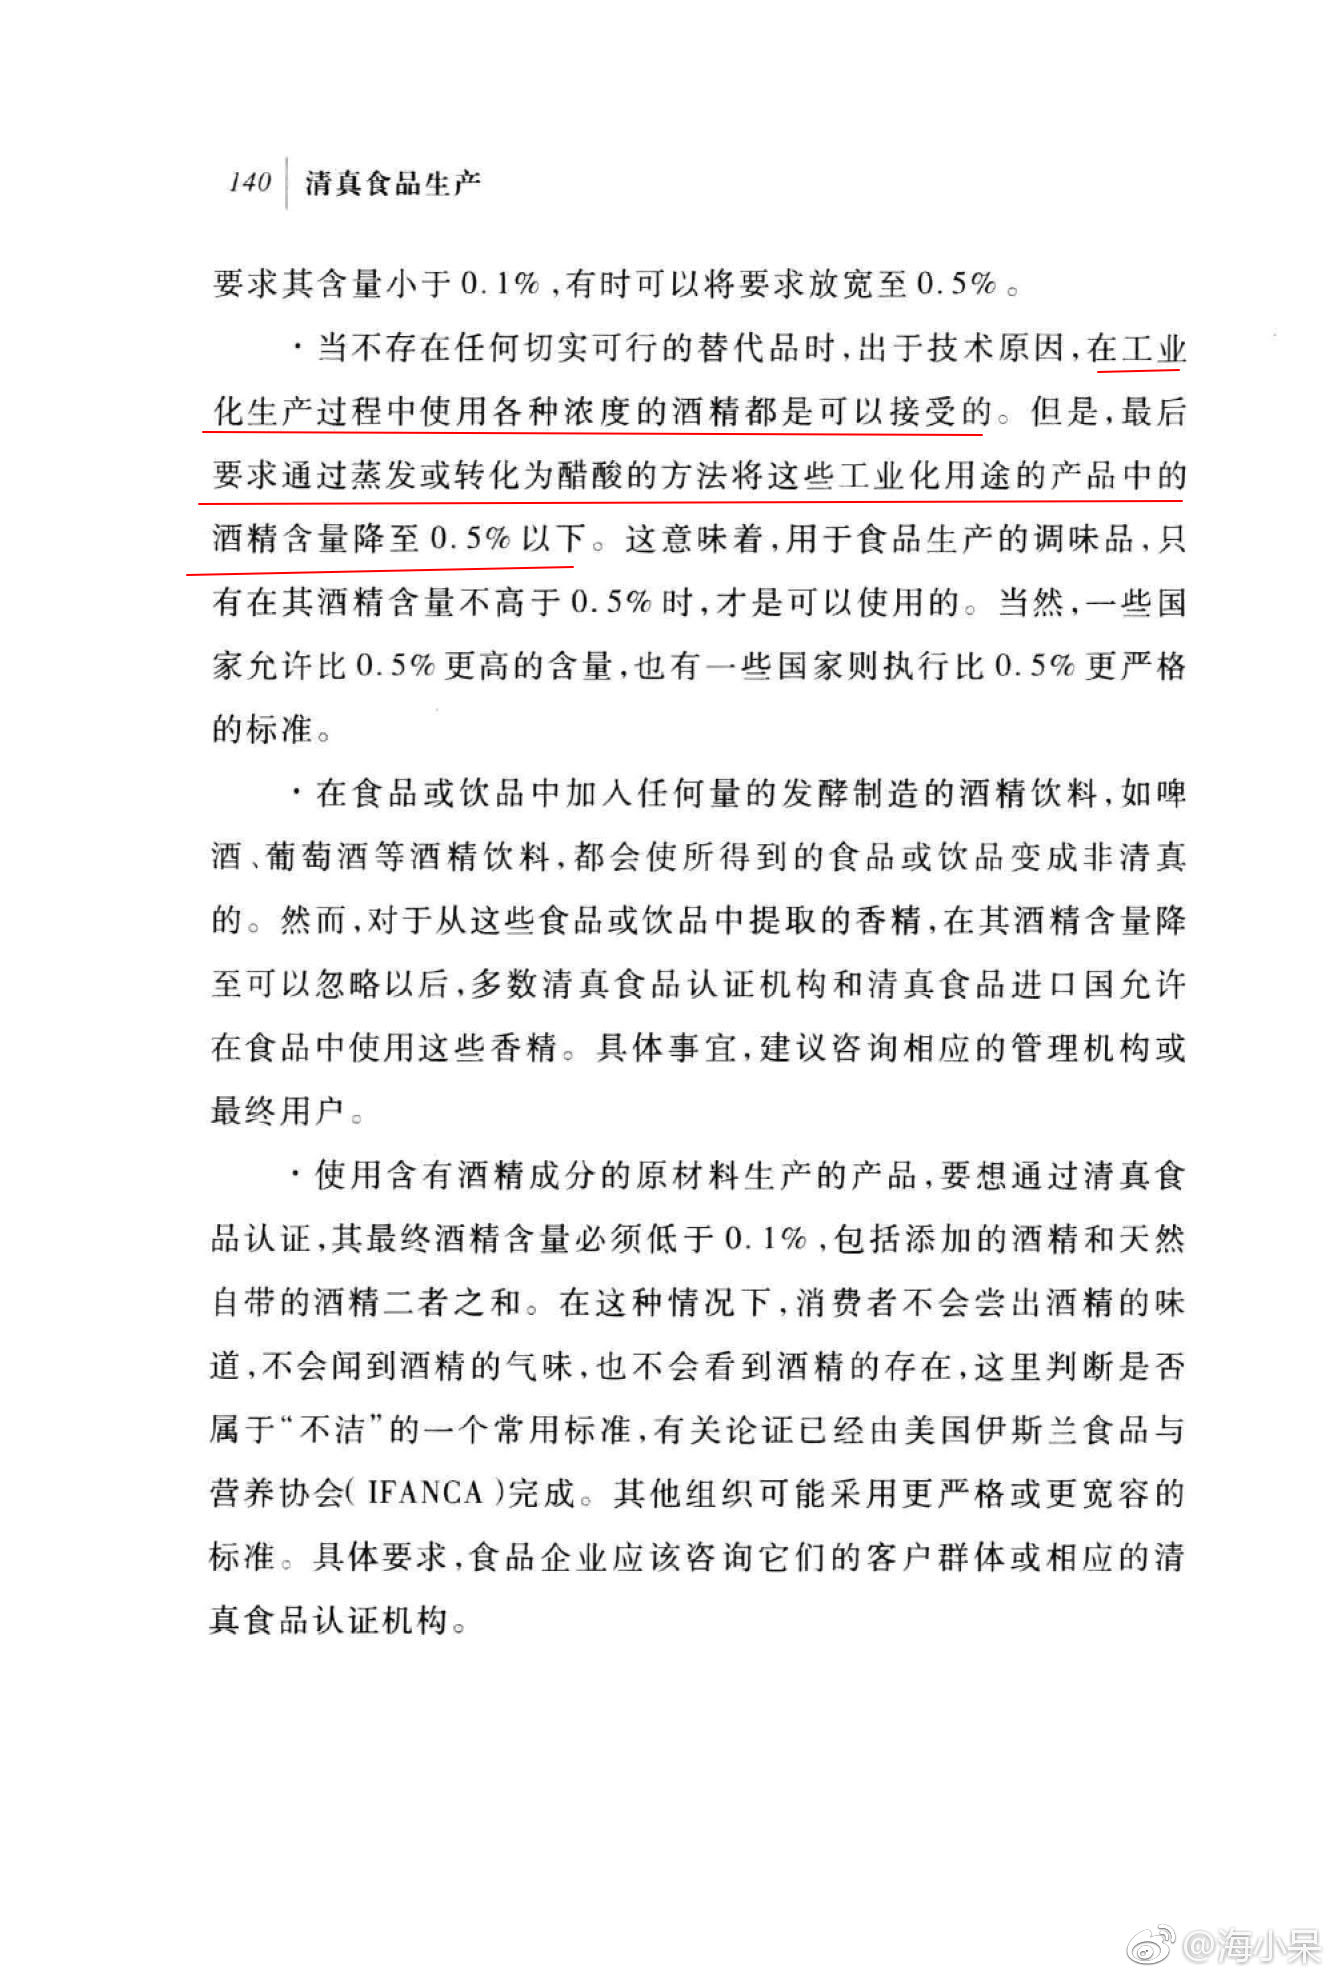 140 清真食品生产
要求其含量小于0.1%,有时可以将要求放宽至0.5%。
·当不存在任何切实可行的替代品时,出于技术原因,在工业
化生产过程中使用各种浓度的酒精都是可以接受的。但是,最后
要求通过蒸发或转化为醋酸的方法将这些工业化用途的产品中的
酒精含量降至0.5%以下。这意味着,用于食品生产的调味品,只
有在其酒精含量不高于0.5%时,才是可以使用的。当然,一些国
家允许比0.5%更高的含量,也有一些国家则执行比0.5%更严格
的标准。
·在食品或饮品中加入任何量的发酵制造的酒精饮料,如啤
酒、葡萄酒等酒精饮料,都会使所得到的食品或饮品变成非清真
的。然而,对于从这些食品或饮品中提取的香精,在其酒精含量降
至可以忽略以后,多数清真食品认证机构和清真食品进口国允许
在食品中使用这些香精。具体事宜,建议咨询相应的管理机构或
最终用户。
·使用含有酒精成分的原材料生产的产品,要想通过清真食
品认证,其最终酒精含量必须低于0.1%,包括添加的酒精和天然
自带的酒精二者之和。在这种情况下,消费者不会尝出酒精的味
道,不会闻到酒精的气味,也不会看到酒精的存在,这里判断是否
属于“不洁”的一个常用标准,有关论证已经由美国伊斯兰食品与
营养协会(IFANCA)完成。其他组织可能采用更严格或更宽容的
标准。具体要求,食品企业应该咨询它们的客户群体或相应的清
真食品认证机构。
@海小呆